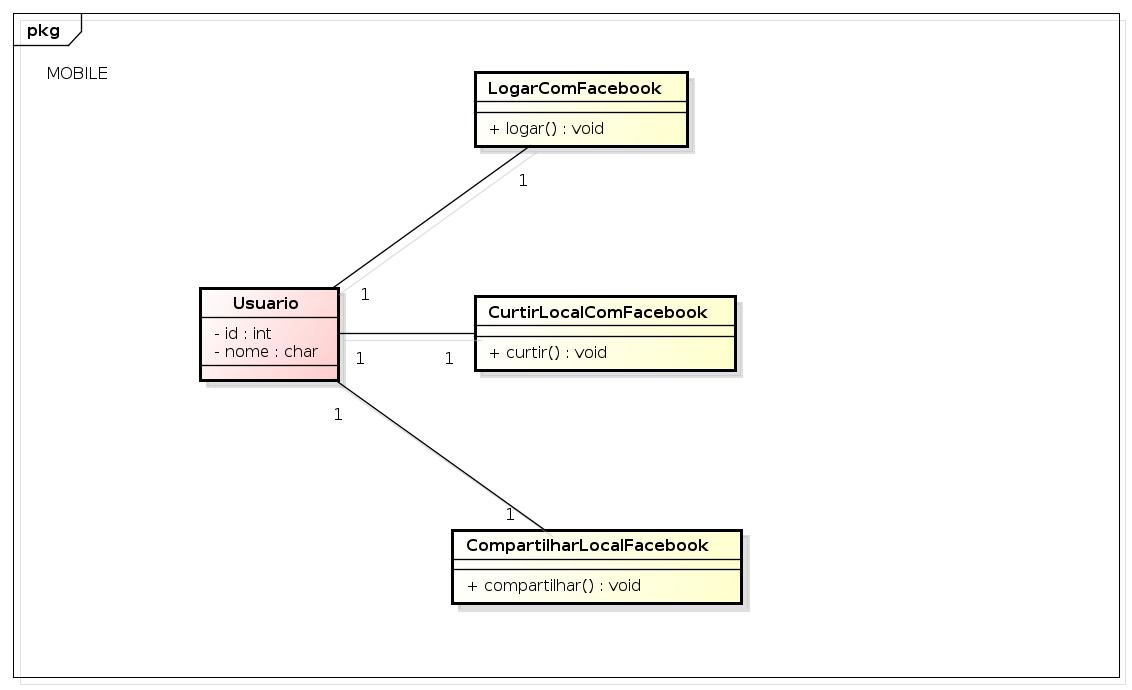 pkg
MOBILE
LogarComFacebook
+ logar() : void
1
1
Usuario
- id : int
- nome : char
CurtirLocalComFacebook
+ curtir() : void
1
1
1
1
CompartilharLocalFacebook
+ compartilhar() : void